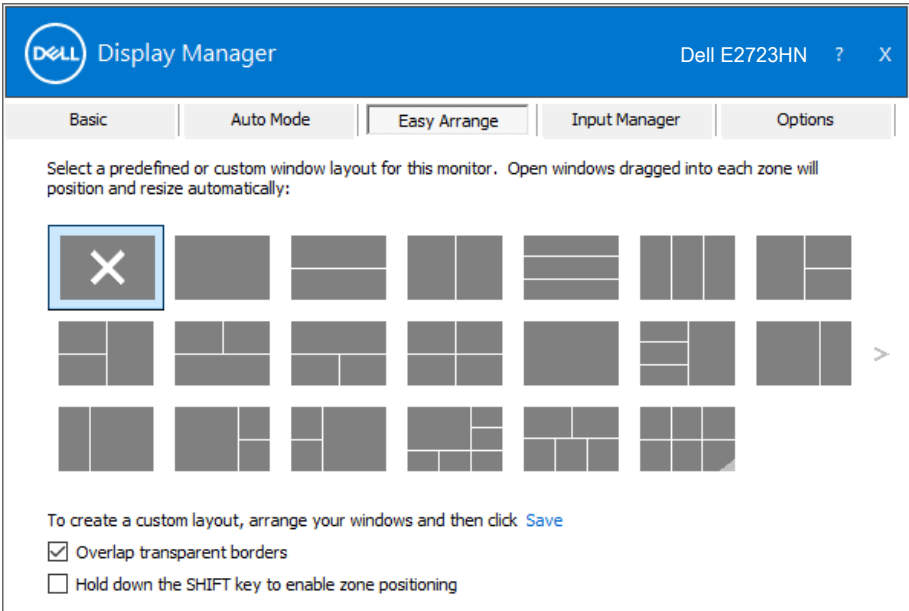 DELL Display Manager Dell E2723HN ? X
Basic Auto Mode Easy Arrange Input Manager Options
Select a predefined or custom window layout for this monitor. Open windows dragged into each zone will
position and resize automatically:
>
To create a custom layout, arrange your windows and then click Save
Overlap transparent borders
Hold down the SHIFT key to enable zone positioning